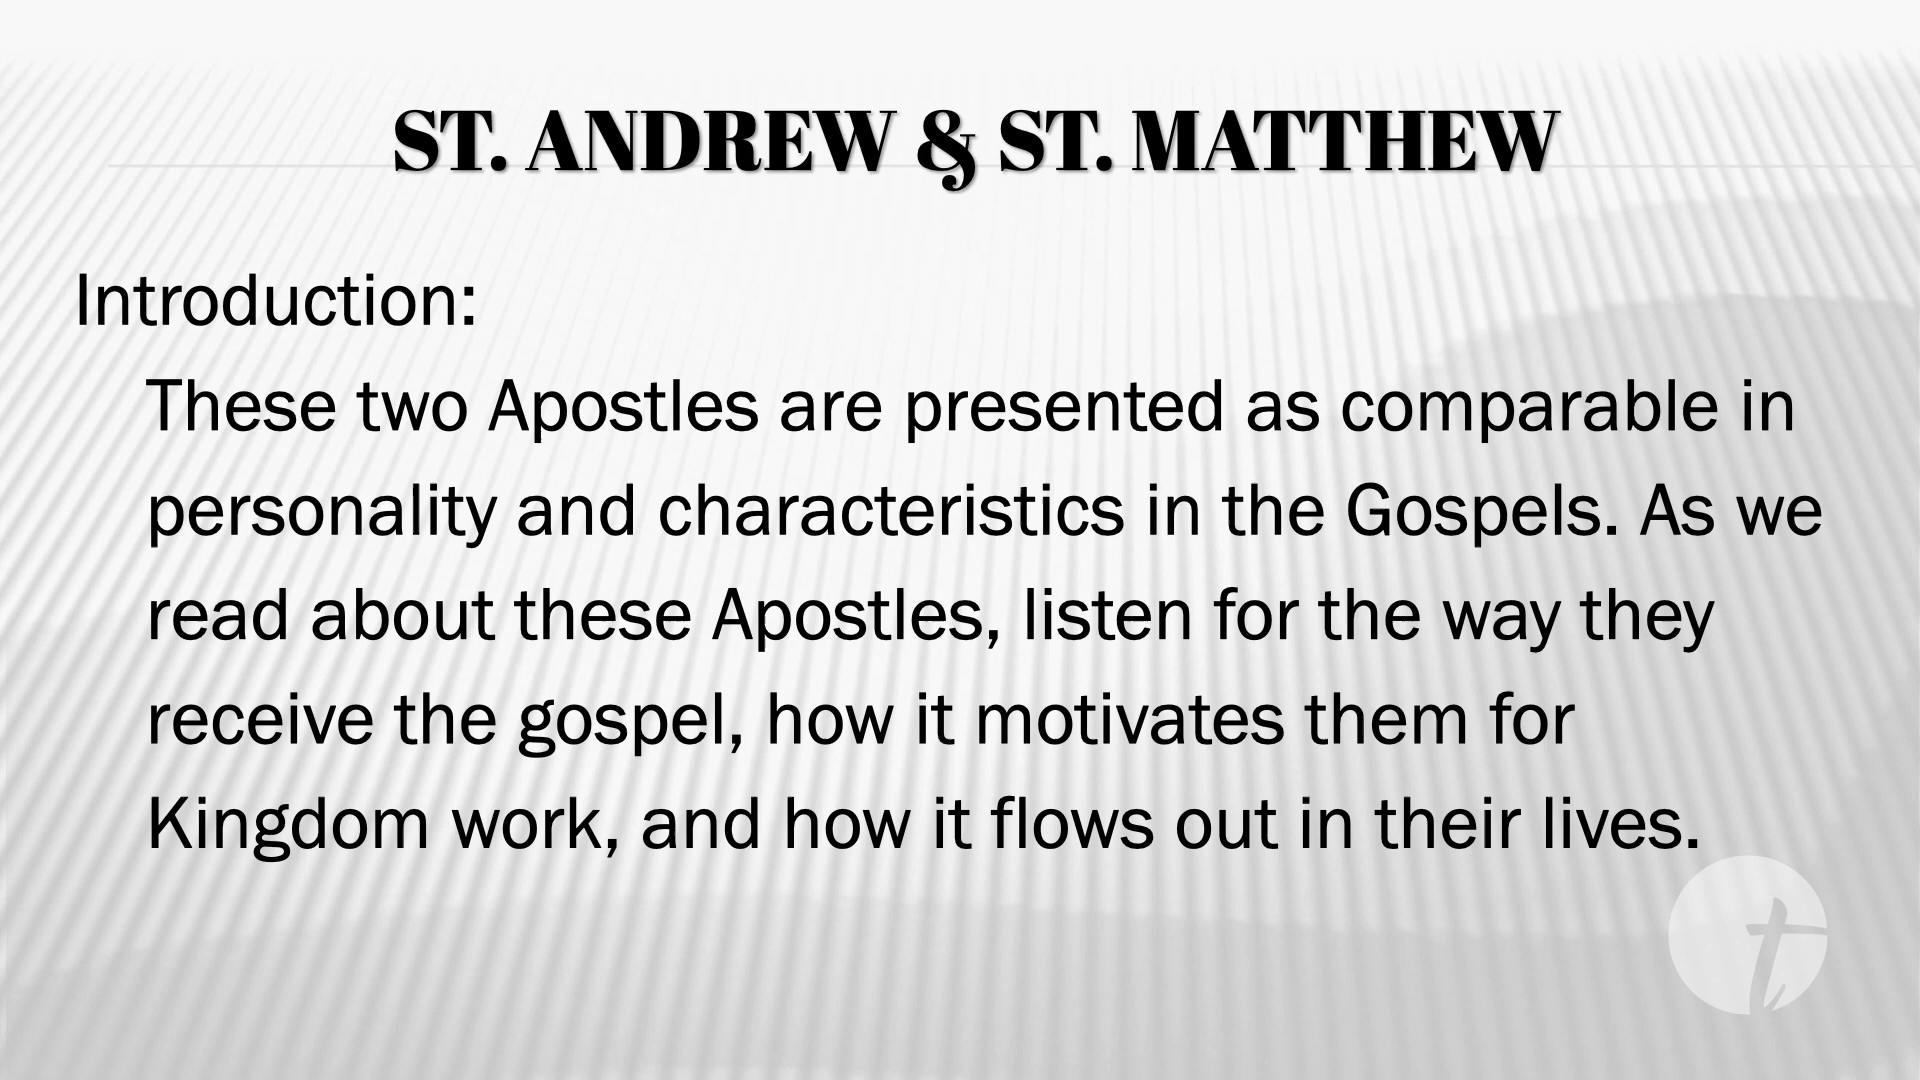 ST. ANDREW & ST. MATTHEW
Introduction:
These two Apostles are presented as comparable in
personality and characteristics in the Gospels. As we
read about these Apostles, listen for the way they
receive the gospel, how it motivates them for
Kingdom work, and how it flows out in their lives.